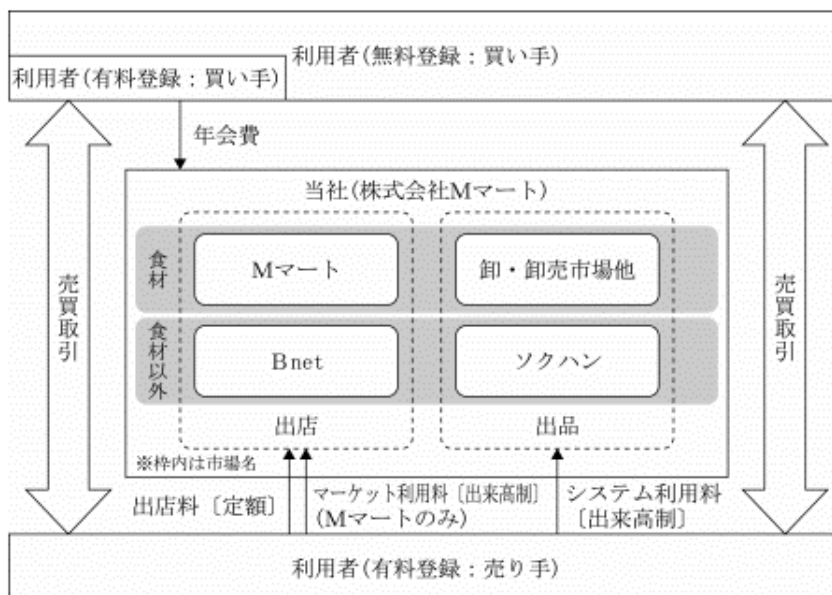 利用者(無料登録：買い手)
利用者(有料登録：買い手)
年会費
当社(株式会社Mマート)
食材
Mマート
卸・卸売市場他
売買取引
売買取引
食材以外
Bnet
ソクハン
出店
出品
※枠内は市場名
出店料〔定額〕
マーケット利用料〔出来高制〕
(Mマートのみ)
システム利用料
〔出来高制〕
利用者(有料登録：売り手)